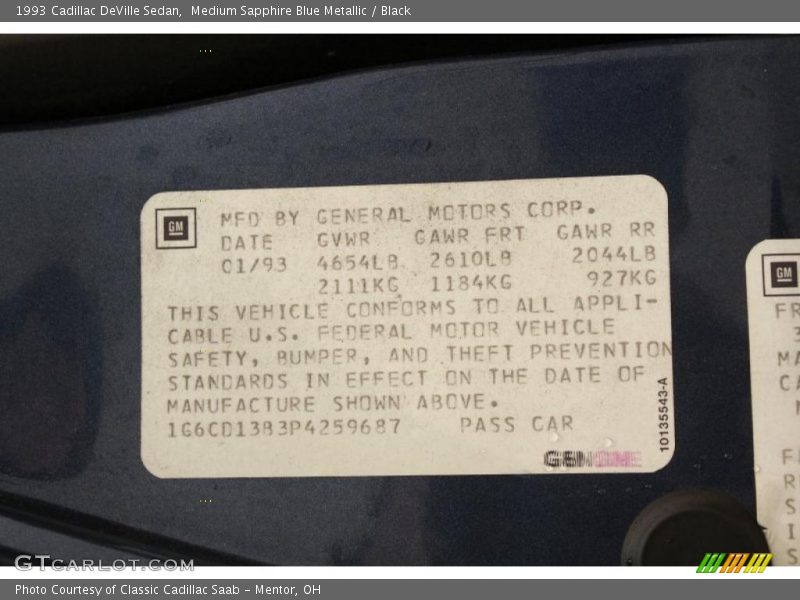 1993 Cadillac DeVille Sedan, Medium Sapphire Blue Metallic / Black
GM
MFD BY GENERAL MOTORS CORP.
DATE GVWR GAWR FRT GAWR RR
01/93 4654LB 2610LB 2044LB
2111KG 1184KG 927KG
THIS VEHICLE CONFORMS TO ALL APPLI-
CABLE U.S. FEDERAL MOTOR VEHICLE
SAFETY, BUMPER, AND THEFT PREVENTION
STANDARDS IN EFFECT ON THE DATE OF
MANUFACTURE SHOWN ABOVE.
1G6CD13B3P4259687 PASS CAR
10135543-A
GM
GTCARLOT.COM
Photo Courtesy of Classic Cadillac Saab - Mentor, OH